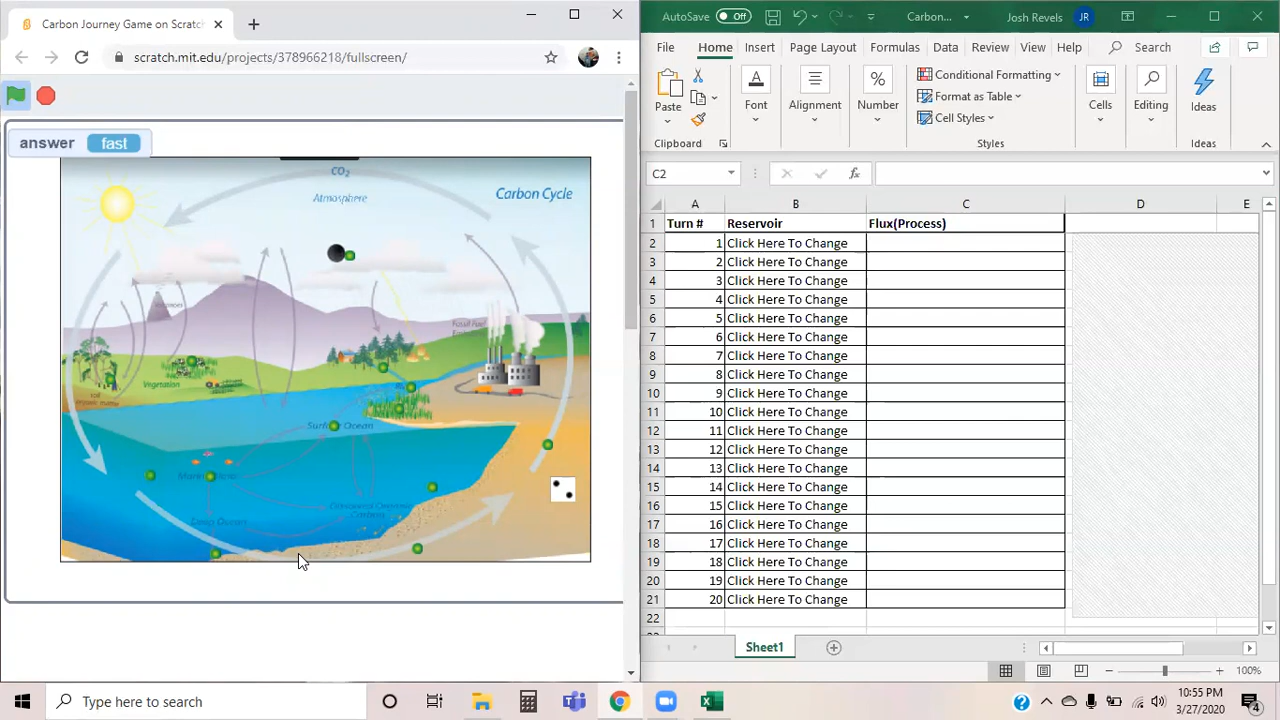 Carbon Journey Game on Scratch
scratch.mit.edu/projects/378966218/fullscreen/
answer fast
CO2
Atmosphere
Carbon Cycle
Vegetation
Surface Ocean
Deep Ocean
AutoSave Off
Carbon...
Josh Revels JR
File Home Insert Page Layout Formulas Data Review View Help Search
Paste
Font
Alignment
Number
Conditional Formatting
Format as Table
Cell Styles
Cells
Editing
Ideas
Clipboard
Styles
Ideas
C2 fx
A B C D E
1 Turn # Reservoir Flux(Process)
2 1 Click Here To Change
3 2 Click Here To Change
4 3 Click Here To Change
5 4 Click Here To Change
6 5 Click Here To Change
7 6 Click Here To Change
8 7 Click Here To Change
9 8 Click Here To Change
10 9 Click Here To Change
11 10 Click Here To Change
12 11 Click Here To Change
13 12 Click Here To Change
14 13 Click Here To Change
15 14 Click Here To Change
16 15 Click Here To Change
17 16 Click Here To Change
18 17 Click Here To Change
19 18 Click Here To Change
20 19 Click Here To Change
21 20 Click Here To Change
22
Sheet1
100%
Type here to search
10:55 PM
3/27/2020
4